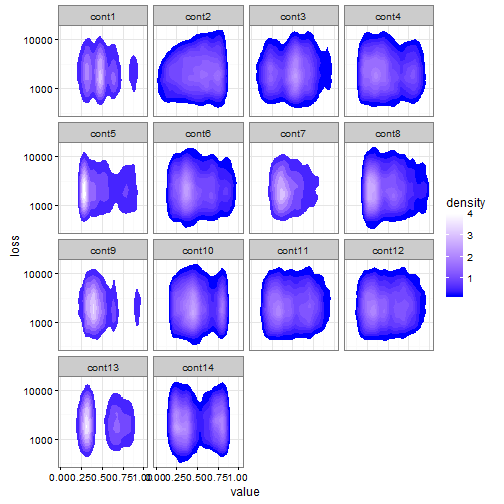 cont1 cont2 cont3 cont4
10000
1000
cont5 cont6 cont7 cont8
10000
1000
density
4
3
2
1
loss
cont9 cont10 cont11 cont12
10000
1000
cont13 cont14
10000
1000
0.000.250.500.751.00 0.000.250.500.751.00
value